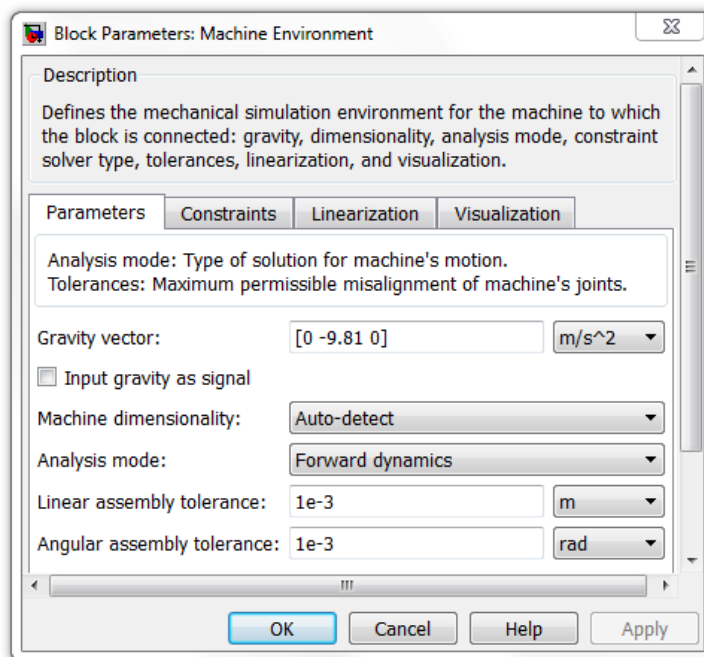 Block Parameters: Machine Environment
Description
Defines the mechanical simulation environment for the machine to which
the block is connected: gravity, dimensionality, analysis mode, constraint
solver type, tolerances, linearization, and visualization.
Parameters Constraints Linearization Visualization
Analysis mode: Type of solution for machine's motion.
Tolerances: Maximum permissible misalignment of machine's joints.
Gravity vector: [0 -9.81 0] m/s^2
Input gravity as signal
Machine dimensionality: Auto-detect
Analysis mode: Forward dynamics
Linear assembly tolerance: 1e-3 m
Angular assembly tolerance: 1e-3 rad
OK Cancel Help Apply